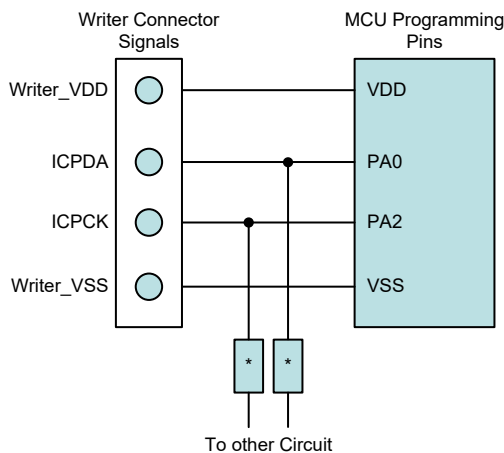 Writer Connector
Signals
MCU Programming
Pins
Writer_VDD
VDD
ICPDA
PA0
ICPCK
PA2
Writer_VSS
VSS
*
*
To other Circuit